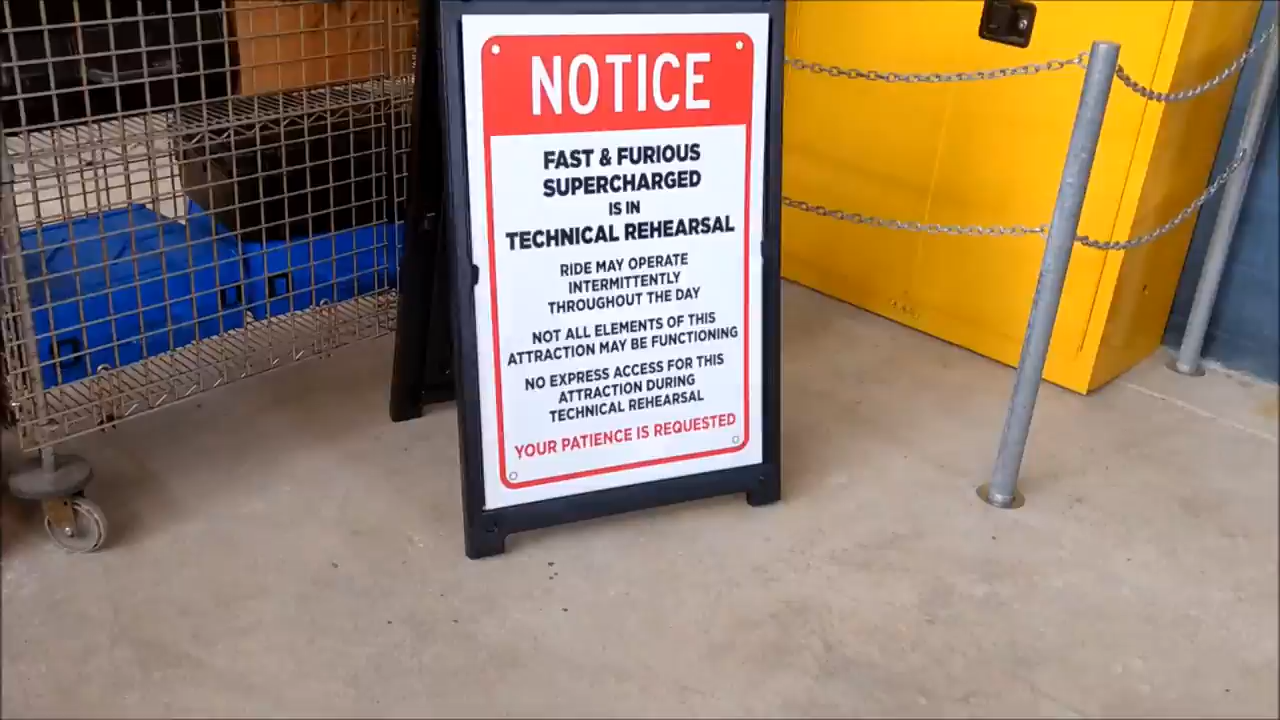 NOTICE
FAST & FURIOUS
SUPERCHARGED
IS IN
TECHNICAL REHEARSAL
RIDE MAY OPERATE
INTERMITTENTLY
THROUGHOUT THE DAY
NOT ALL ELEMENTS OF THIS
ATTRACTION MAY BE FUNCTIONING
NO EXPRESS ACCESS FOR THIS
ATTRACTION DURING
TECHNICAL REHEARSAL
YOUR PATIENCE IS REQUESTED